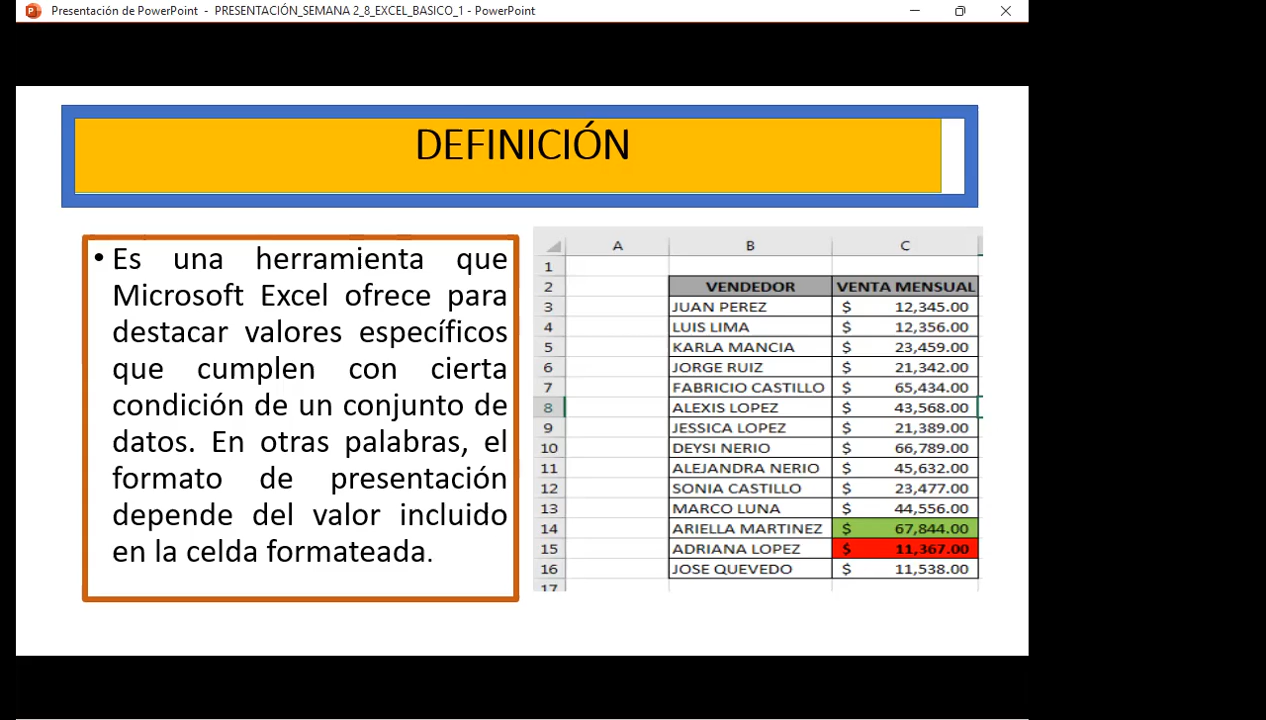 Presentación de PowerPoint - PRESENTACIÓN_SEMANA 2_8_EXCEL_BASICO_1 - PowerPoint
DEFINICIÓN
• Es una herramienta que
Microsoft Excel ofrece para
destacar valores específicos
que cumplen con cierta
condición de un conjunto de
datos. En otras palabras, el
formato de presentación
depende del valor incluido
en la celda formateada.
A B C
1
2 VENDEDOR VENTA MENSUAL
3 JUAN PEREZ $ 12,345.00
4 LUIS LIMA $ 12,356.00
5 KARLA MANCIA $ 23,459.00
6 JORGE RUIZ $ 21,342.00
7 FABRICIO CASTILLO $ 65,434.00
8 ALEXIS LOPEZ $ 43,568.00
9 JESSICA LOPEZ $ 21,389.00
10 DEYSI NERIO $ 66,789.00
11 ALEJANDRA NERIO $ 45,632.00
12 SONIA CASTILLO $ 23,477.00
13 MARCO LUNA $ 44,556.00
14 ARIELLA MARTINEZ $ 67,844.00
15 ADRIANA LOPEZ $ 11,367.00
16 JOSE QUEVEDO $ 11,538.00
17